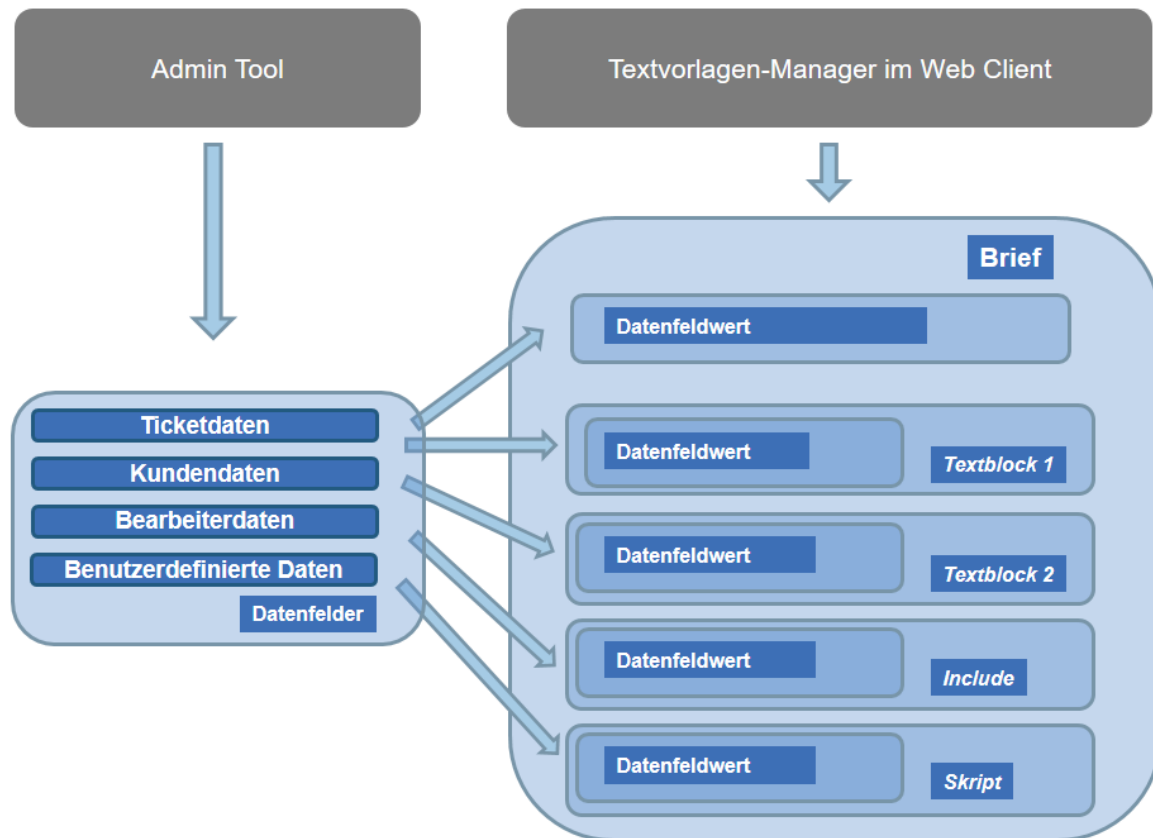 Admin Tool
Textvorlagen-Manager im Web Client
Ticketdaten
Kundendaten
Bearbeiterdaten
Benutzerdefinierte Daten
Datenfelder
Brief
Datenfeldwert
Datenfeldwert
Textblock 1
Datenfeldwert
Textblock 2
Datenfeldwert
Include
Datenfeldwert
Skript